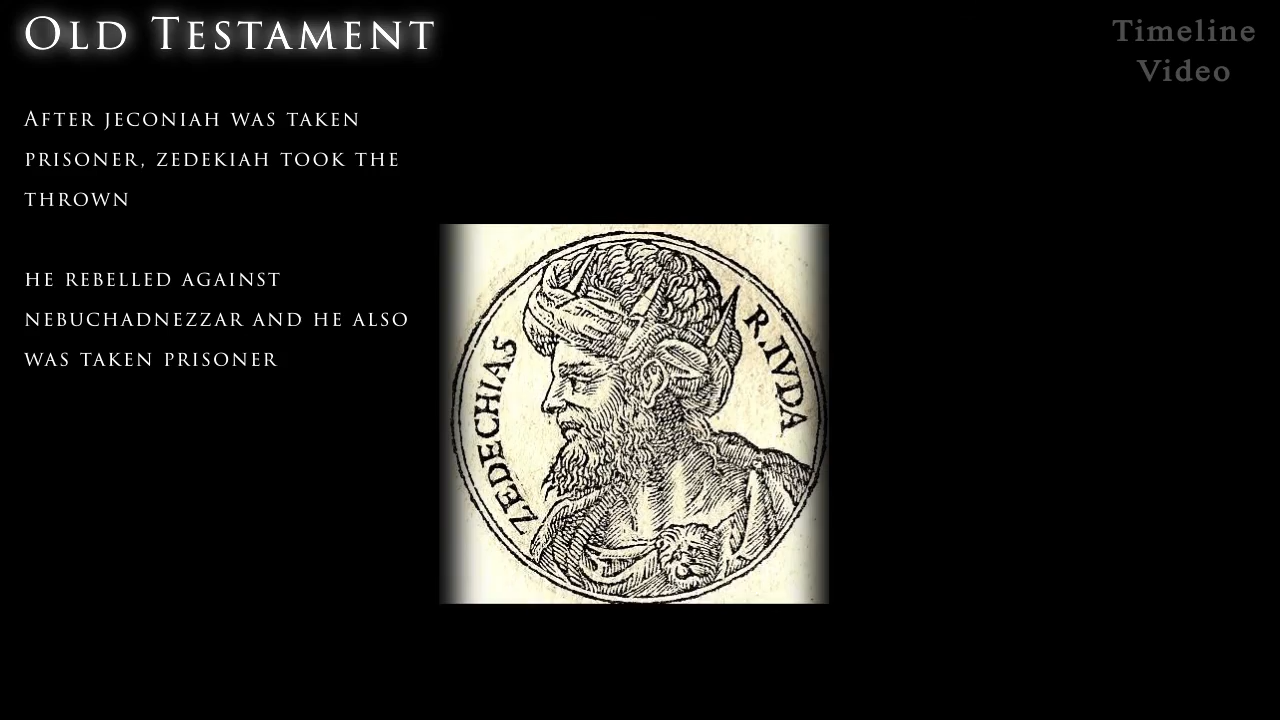 Old Testament
Timeline
Video
After Jeconiah was taken
prisoner, Zedekiah took the
thrown
He rebelled against
Nebuchadnezzar and he also
was taken prisoner
ZEDECHIAS
R. IVDA